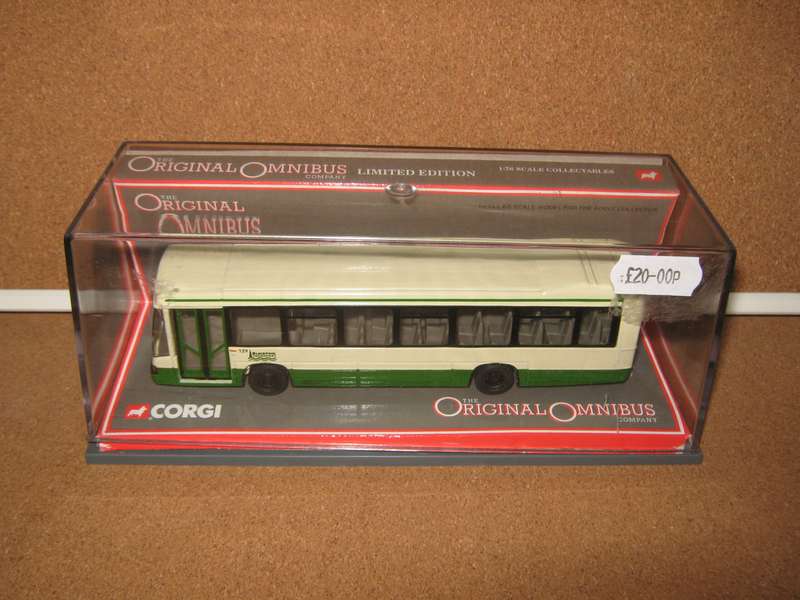 THE
ORIGINAL OMNIBUS
COMPANY
LIMITED EDITION
1:76 SCALE COLLECTABLES
THE
ORIGINAL
OMNIBUS
£20-00P
CORGI
THE
ORIGINAL OMNIBUS
COMPANY